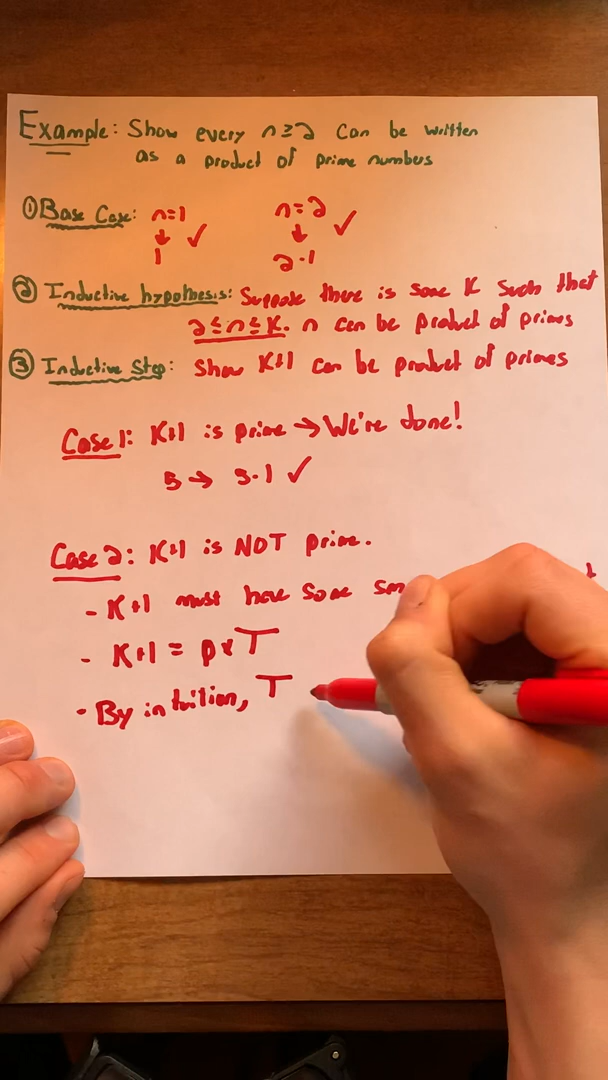 Example: Show every n≥2 can be written
as a product of prime numbers
① Base Case: n=1 n=2
↓ ✓ ↓ ✓
1 2·1
② Inductive hypothesis: Suppose there is some K such that
2≤n≤K. n can be product of primes
③ Inductive Step: Show K+1 can be product of primes
Case 1: K+1 is prime → We're done!
5 → 5·1 ✓
Case 2: K+1 is NOT prime.
- K+1 must have some
- K+1 = p x T
- By intuition, T